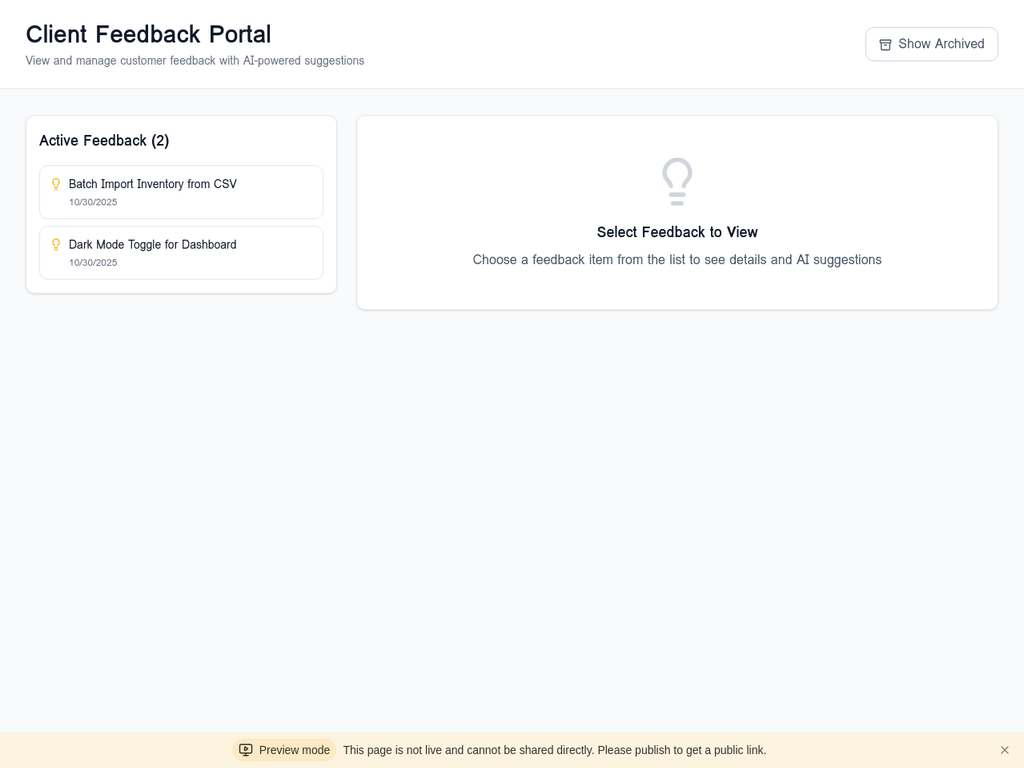 Client Feedback Portal
View and manage customer feedback with AI-powered suggestions
Show Archived
Active Feedback (2)
Batch Import Inventory from CSV
10/30/2025
Dark Mode Toggle for Dashboard
10/30/2025
Select Feedback to View
Choose a feedback item from the list to see details and AI suggestions
Preview mode This page is not live and cannot be shared directly. Please publish to get a public link.